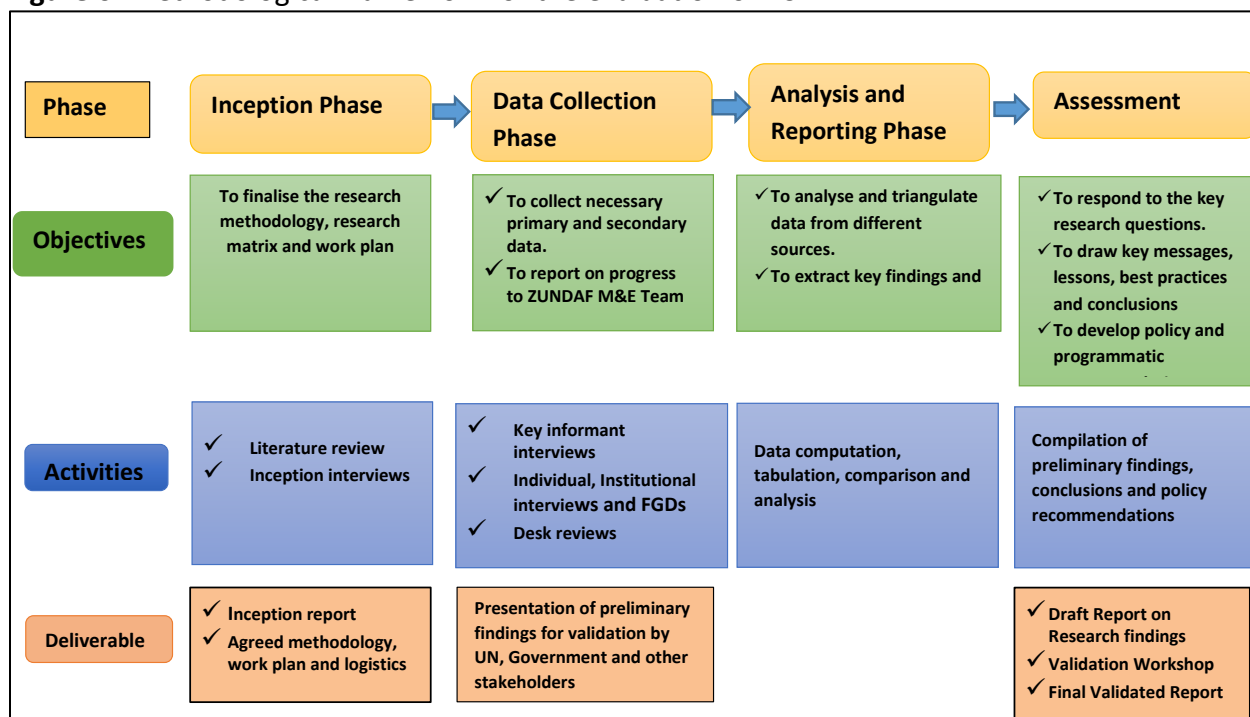 Phase
Inception Phase
Data Collection
Phase
Analysis and
Reporting Phase
Assessment
Objectives
To finalise the research
methodology, research
matrix and work plan
✓ To collect necessary
primary and secondary
data.
✓ To report on progress
to ZUNDAF M&E Team
✓ To analyse and triangulate
data from different
sources.
✓ To extract key findings and
✓ To respond to the key
research questions.
✓ To draw key messages,
lessons, best practices
and conclusions
✓ To develop policy and
programmatic
Activities
✓ Literature review
✓ Inception interviews
✓ Key informant
interviews
✓ Individual, Institutional
interviews and FGDs
✓ Desk reviews
Data computation,
tabulation, comparison and
analysis
Compilation of
preliminary findings,
conclusions and policy
recommendations
Deliverable
✓ Inception report
✓ Agreed methodology,
work plan and logistics
Presentation of preliminary
findings for validation by
UN, Government and other
stakeholders
✓ Draft Report on
Research findings
✓ Validation Workshop
✓ Final Validated Report